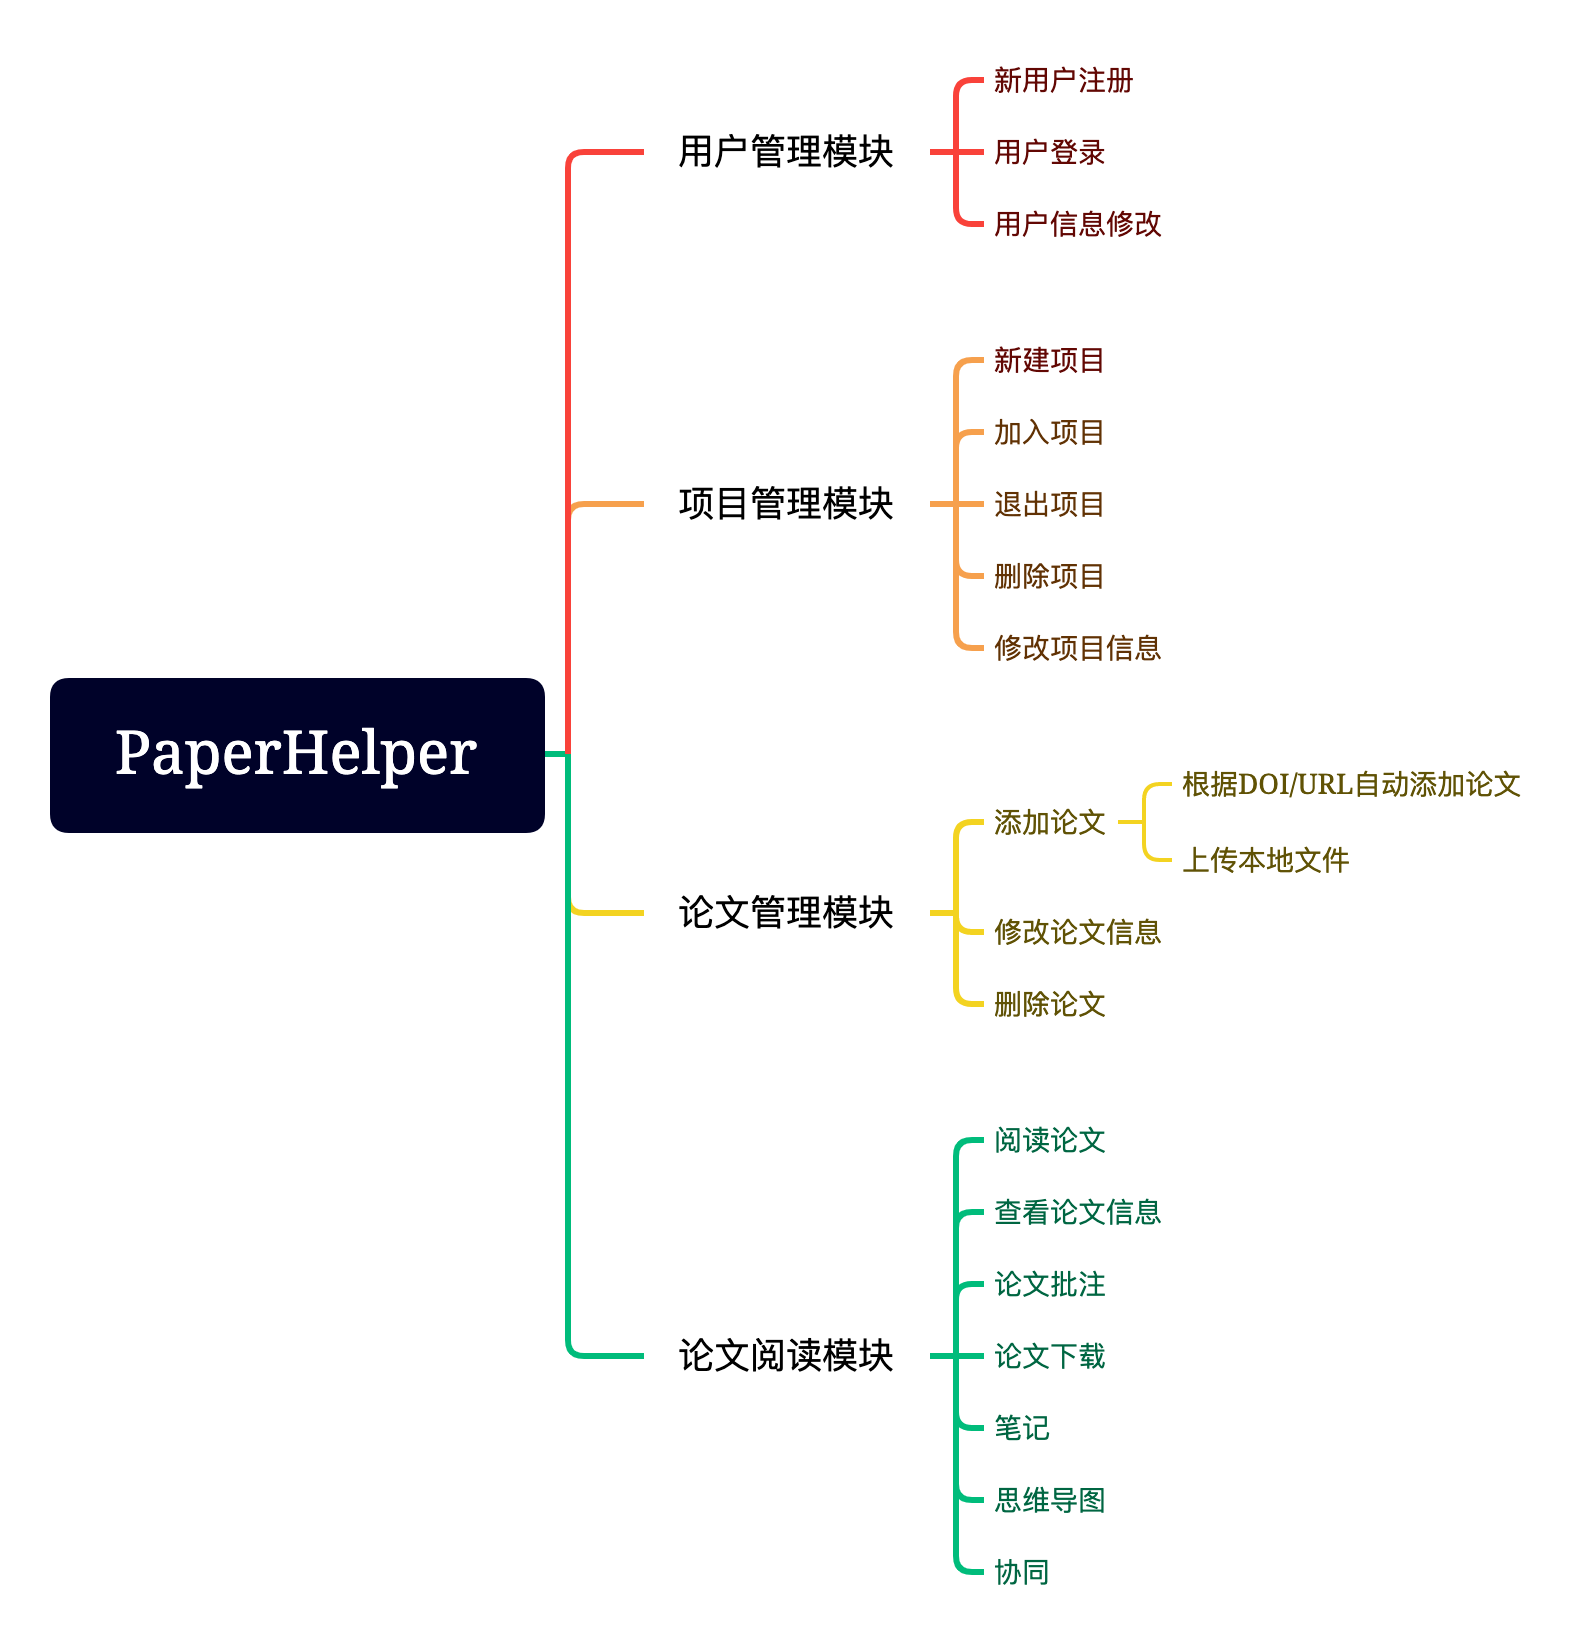 PaperHelper
用户管理模块
新用户注册
用户登录
用户信息修改
项目管理模块
新建项目
加入项目
退出项目
删除项目
修改项目信息
论文管理模块
添加论文
根据DOI/URL自动添加论文
上传本地文件
修改论文信息
删除论文
论文阅读模块
阅读论文
查看论文信息
论文批注
论文下载
笔记
思维导图
协同